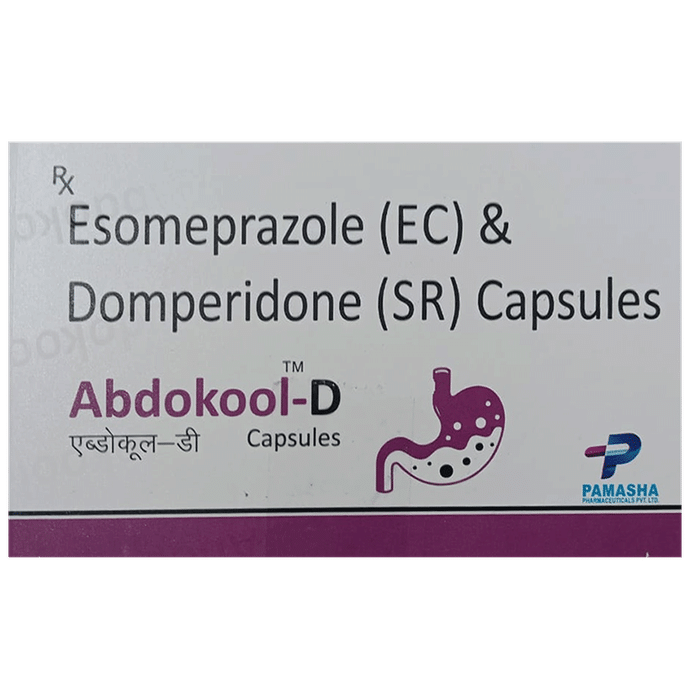 Rx
Esomeprazole (EC) &
Domperidone (SR) Capsules
Abdokool-D™
एब्डोकूल–डी Capsules
PAMASHA
PHARMACEUTICALS PVT. LTD.